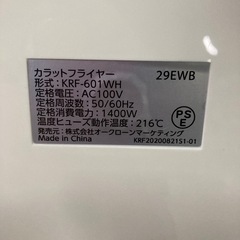 カラットフライヤー 29EWB
形式：KRF-601WH
定格電圧：AC100V
定格周波数：50/60Hz
定格消費電力：1400W
温度ヒューズ動作温度：216℃
発売元：株式会社オークローンマーケティング
Made in China KRF20200821S1-01
PSE